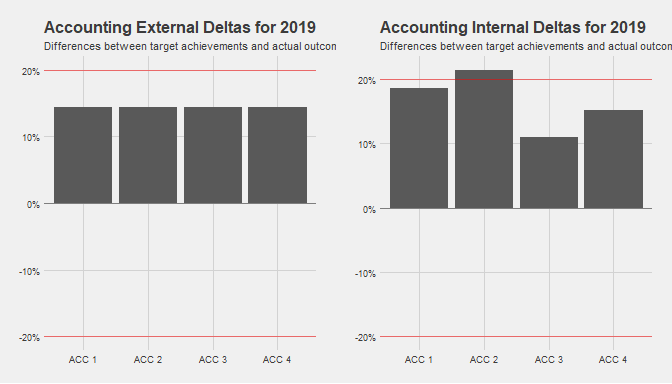 Accounting External Deltas for 2019
Differences between target achievements and actual outcon
20%
10%
0%
-10%
-20%
ACC 1 ACC 2 ACC 3 ACC 4
Accounting Internal Deltas for 2019
Differences between target achievements and actual outcon
20%
10%
0%
-10%
-20%
ACC 1 ACC 2 ACC 3 ACC 4